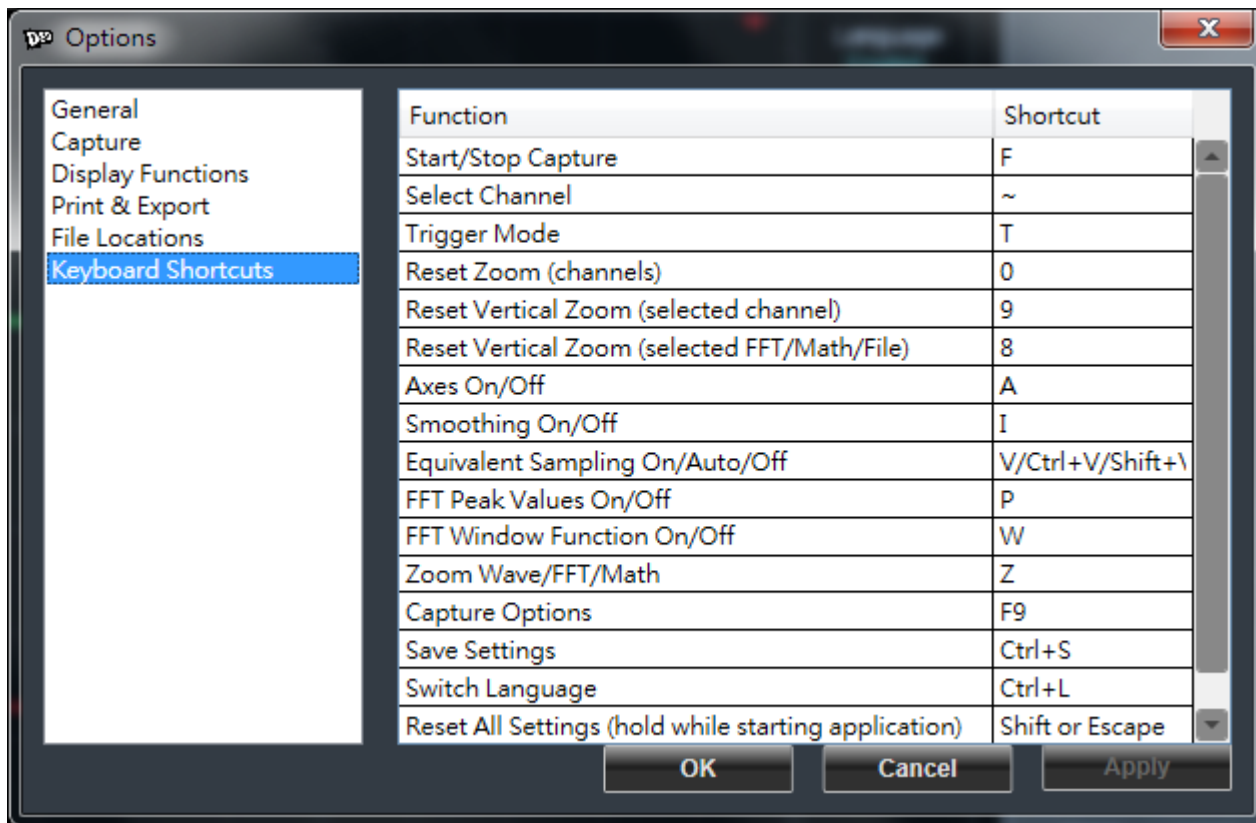 Options
General
Capture
Display Functions
Print & Export
File Locations
Keyboard Shortcuts
Function Shortcut
Start/Stop Capture F
Select Channel ~
Trigger Mode T
Reset Zoom (channels) 0
Reset Vertical Zoom (selected channel) 9
Reset Vertical Zoom (selected FFT/Math/File) 8
Axes On/Off A
Smoothing On/Off I
Equivalent Sampling On/Auto/Off V/Ctrl+V/Shift+
FFT Peak Values On/Off P
FFT Window Function On/Off W
Zoom Wave/FFT/Math Z
Capture Options F9
Save Settings Ctrl+S
Switch Language Ctrl+L
Reset All Settings (hold while starting application) Shift or Escape
OK Cancel Apply